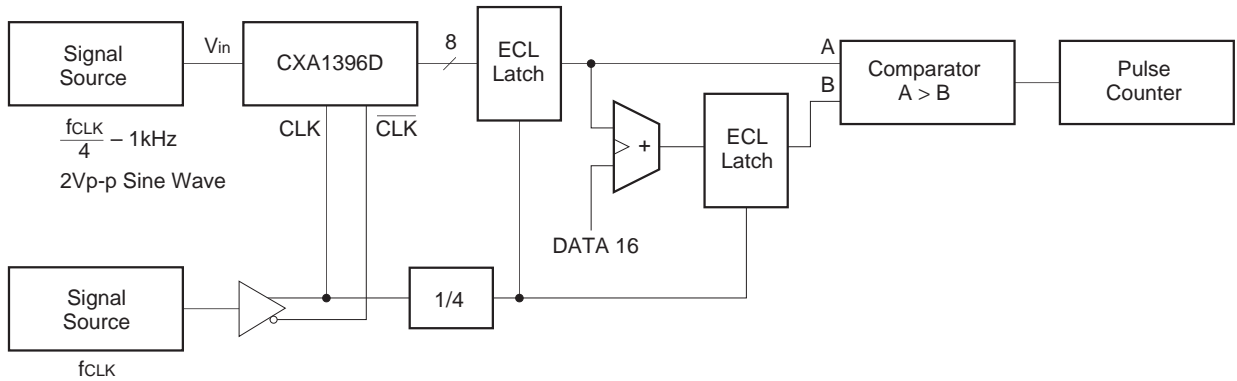 Signal
Source
Vin
CXA1396D
8
ECL
Latch
A
B
Comparator
A > B
Pulse
Counter
fCLK
4
– 1kHz
2Vp-p Sine Wave
CLK
CLK
+
ECL
Latch
DATA 16
Signal
Source
1/4
fCLK